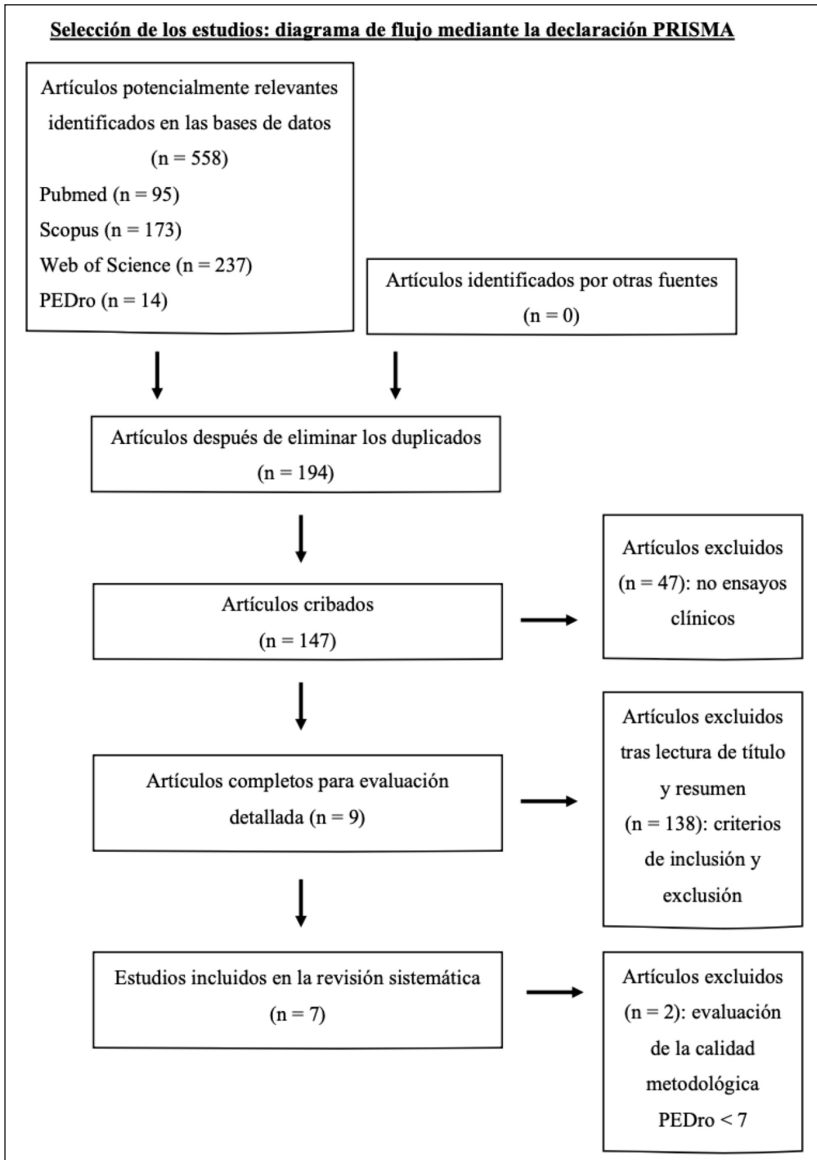 Selección de los estudios: diagrama de flujo mediante la declaración PRISMA
Artículos potencialmente relevantes
identificados en las bases de datos
(n = 558)
Pubmed (n = 95)
Scopus (n = 173)
Web of Science (n = 237)
PEDro (n = 14)
Artículos identificados por otras fuentes
(n = 0)
Artículos después de eliminar los duplicados
(n = 194)
Artículos cribados
(n = 147)
Artículos excluidos
(n = 47): no ensayos
clínicos
Artículos completos para evaluación
detallada (n = 9)
Artículos excluidos
tras lectura de título
y resumen
(n = 138): criterios
de inclusión y
exclusión
Estudios incluidos en la revisión sistemática
(n = 7)
Artículos excluidos
(n = 2): evaluación
de la calidad
metodológica
PEDro < 7